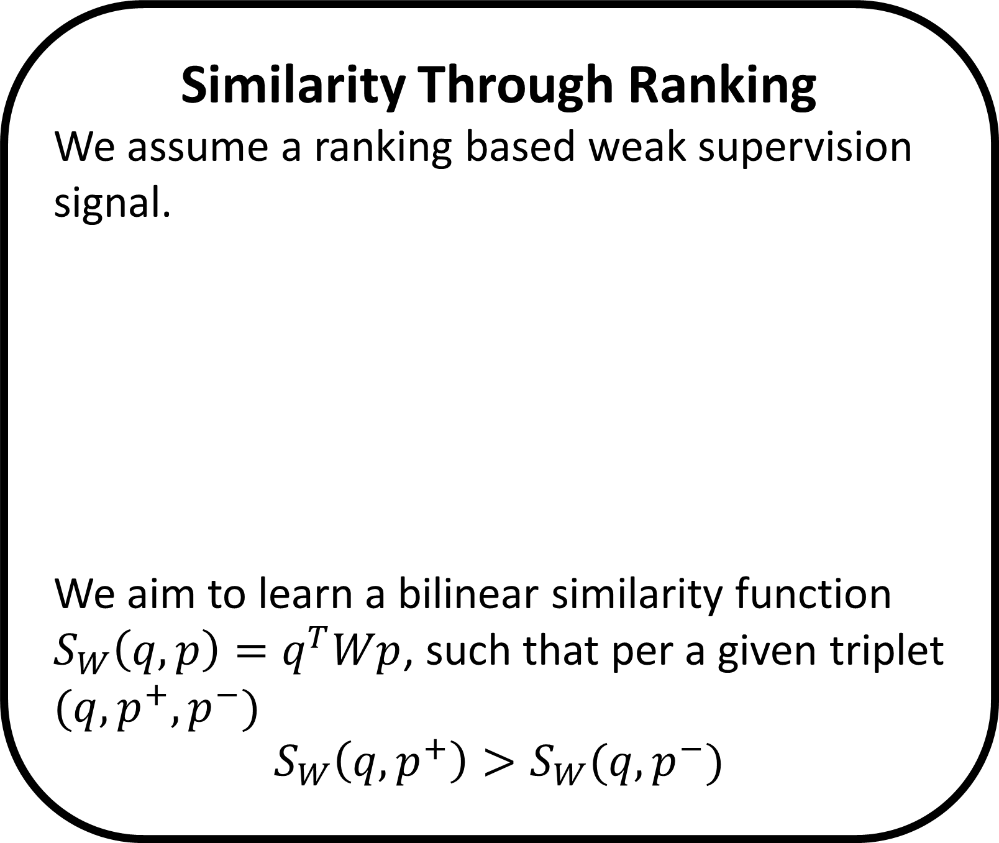 Similarity Through Ranking
We assume a ranking based weak supervision
signal.
We aim to learn a bilinear similarity function
$S_W(q,p) = q^T W p$, such that per a given triplet
$(q,p^+,p^-)$
$S_W(q,p^+) > S_W(q,p^-)$